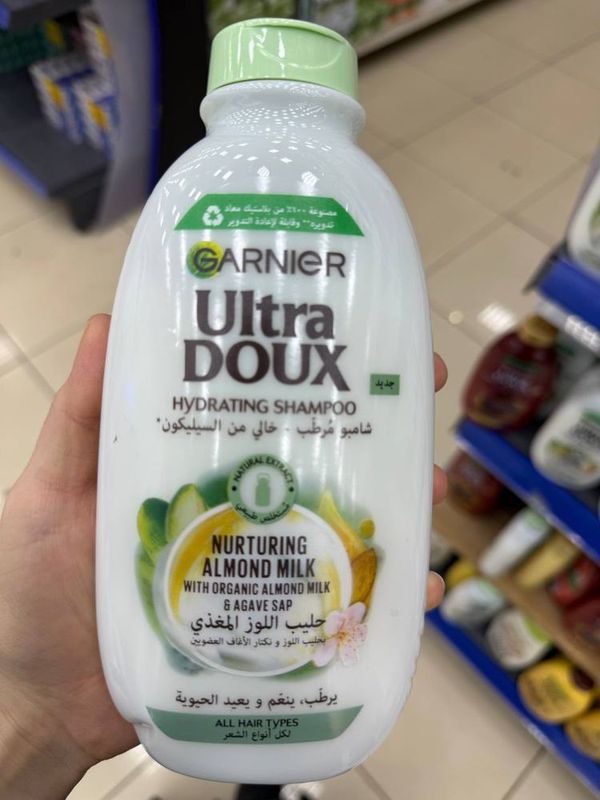 مصنوعة ١٠٠٪ من بلاستيك معاد
تدويره** وقابلة لإعادة التدوير
GARNIER
Ultra
DOUX
جديد
HYDRATING SHAMPOO
شامبو مُرطّب - خالي من السيليكون*
NATURAL EXTRACT
مستخلص طبيعي
NURTURING
ALMOND MILK
WITH ORGANIC ALMOND MILK
& AGAVE SAP
حليب اللوز المغذي
بحليب اللوز و نكتار الأغاف العضويين
يرطّب، ينعّم و يعيد الحيوية
ALL HAIR TYPES
لكل أنواع الشعر